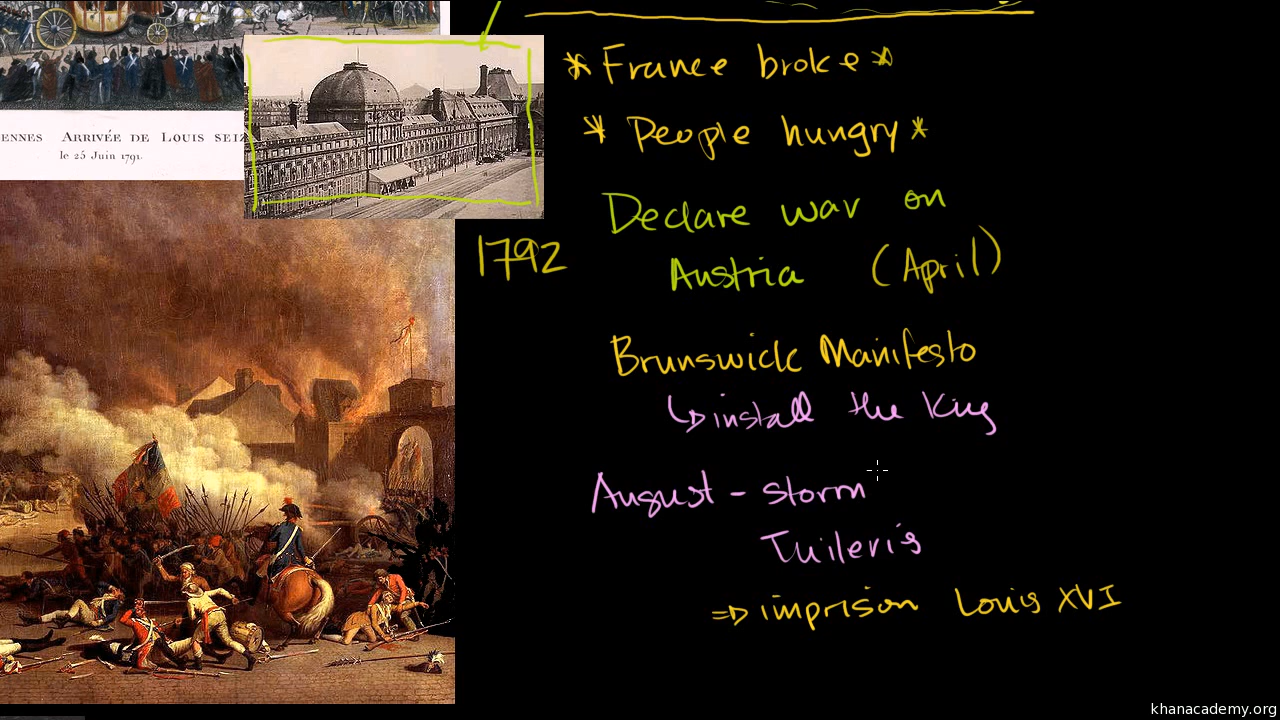 ENNES ARRIVÉE DE LOUIS SEIZ
le 25 Juin 1791.
*France broke*
* People hungry*
1792
Declare war on
Austria (April)
Brunswick Manifesto
↳install the King
August - storm
Tuileris
⇒ imprison Louis XVI
khanacademy.org